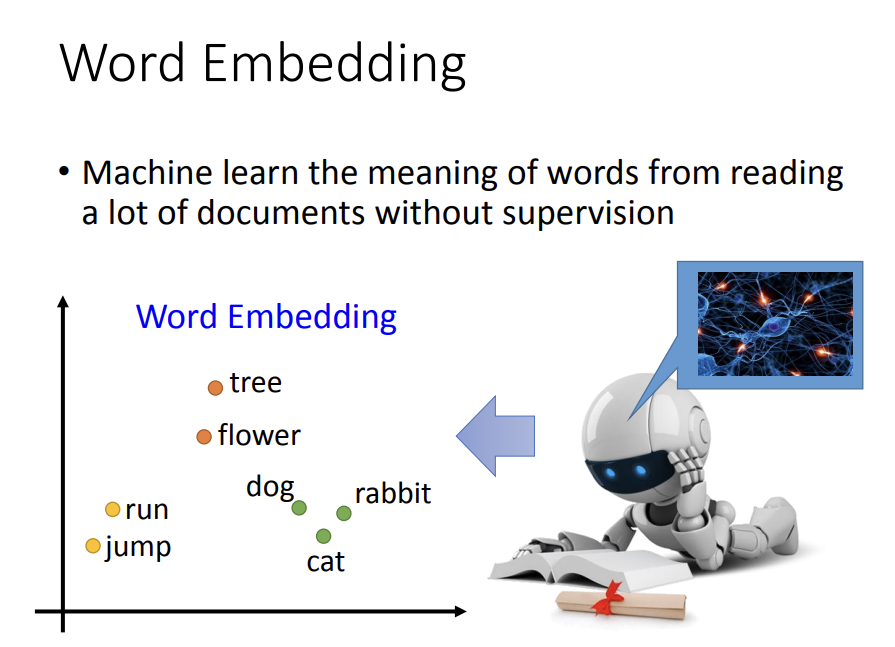 Word Embedding
• Machine learn the meaning of words from reading
a lot of documents without supervision
Word Embedding
tree
flower
dog
rabbit
run
jump
cat